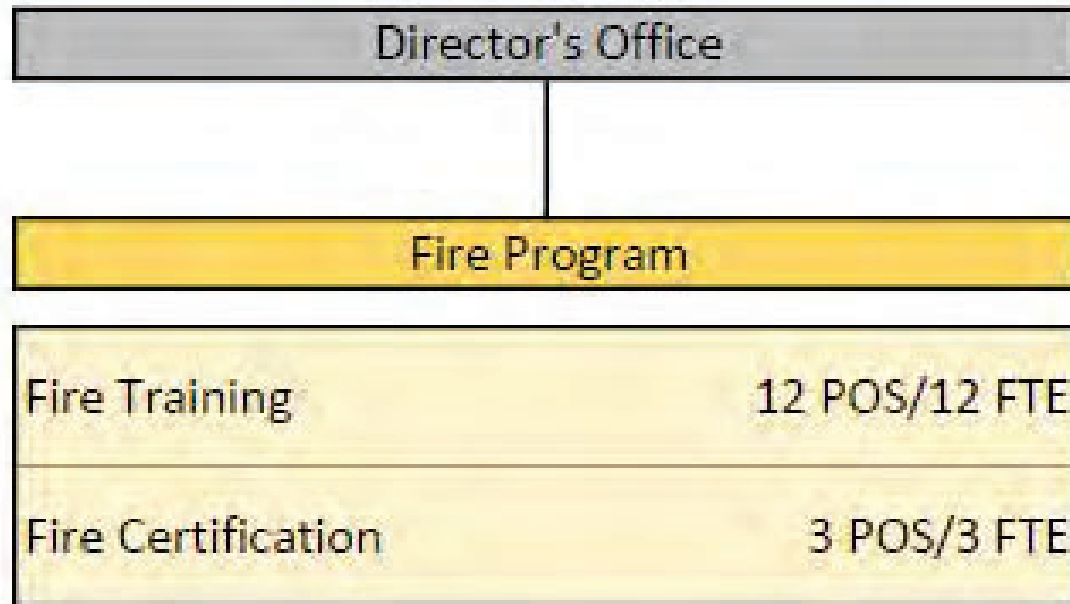 Director's Office
Fire Program
Fire Training 12 POS/12 FTE
Fire Certification 3 POS/3 FTE